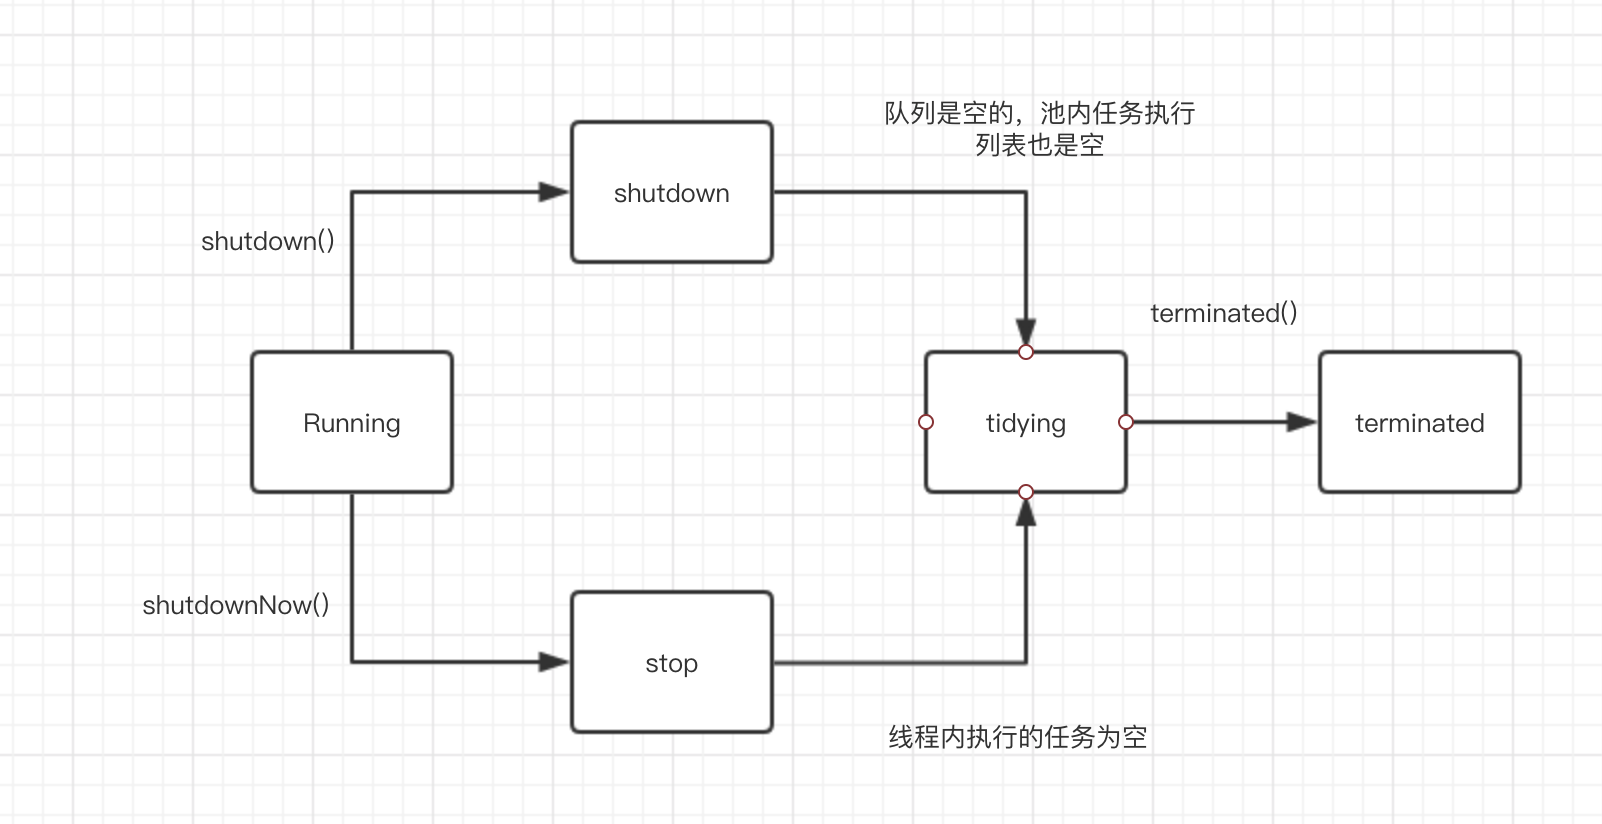 队列是空的，池内任务执行
列表也是空
shutdown
shutdown()
terminated()
Running
tidying
terminated
shutdownNow()
stop
线程内执行的任务为空